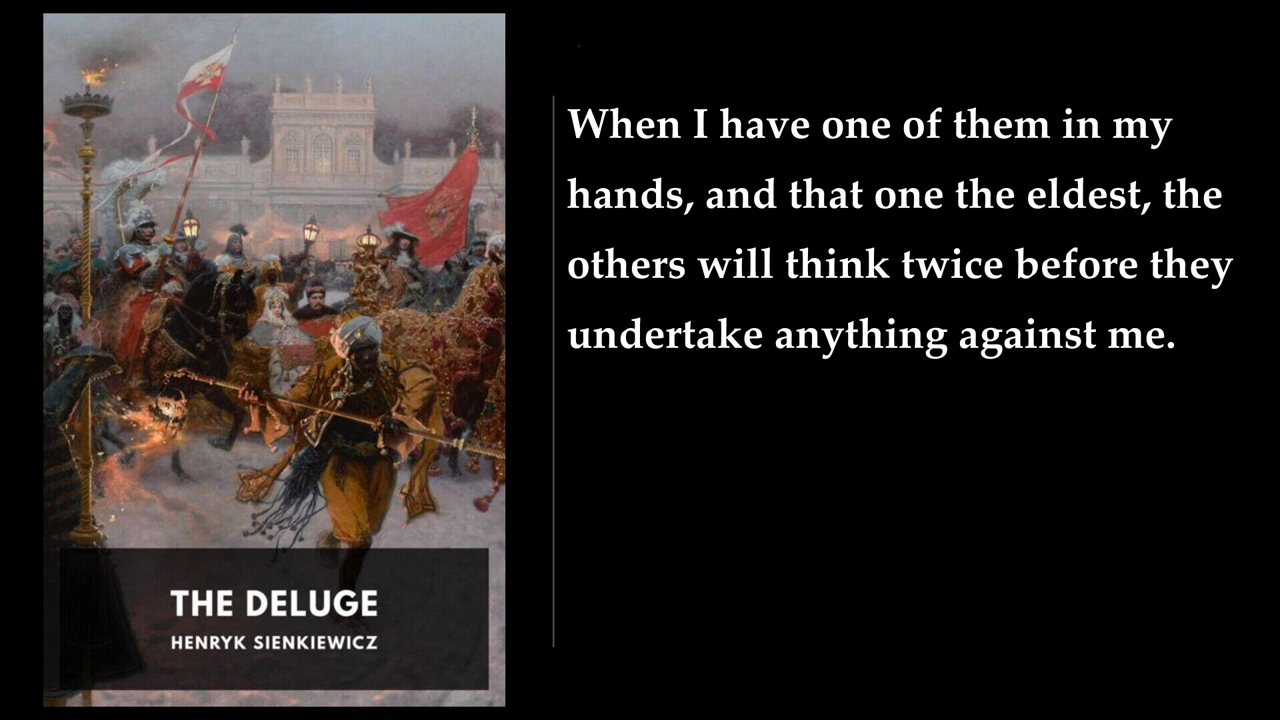 When I have one of them in my
hands, and that one the eldest, the
others will think twice before they
undertake anything against me.
THE DELUGE
HENRYK SIENKIEWICZ